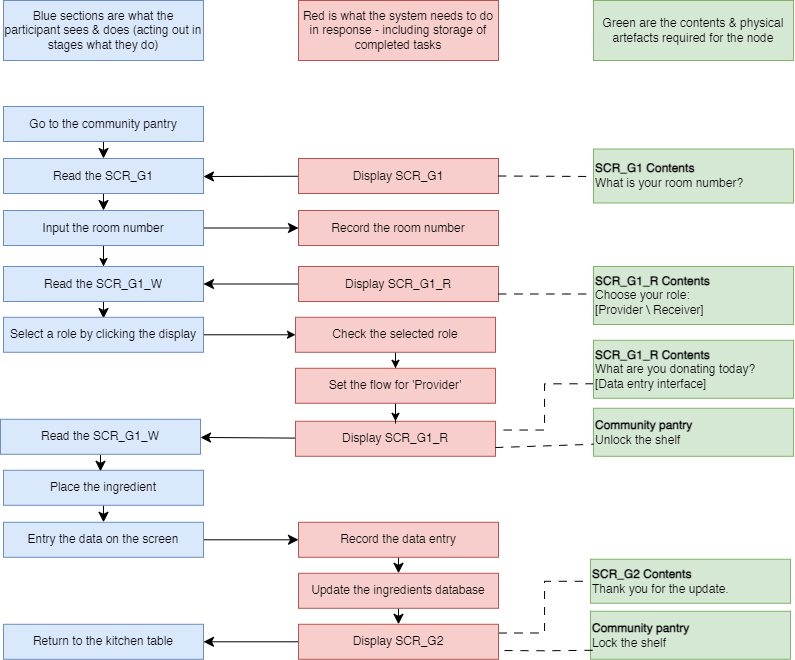 Blue sections are what the
participant sees & does (acting out in
stages what they do)
Red is what the system needs to do
in response - including storage of
completed tasks
Green are the contents & physical
artefacts required for the node
Go to the community pantry
Read the SCR_G1
Display SCR_G1
SCR_G1 Contents
What is your room number?
Input the room number
Record the room number
Read the SCR_G1_W
Display SCR_G1_R
SCR_G1_R Contents
Choose your role:
[Provider \ Receiver]
Select a role by clicking the display
Check the selected role
Set the flow for 'Provider'
SCR_G1_R Contents
What are you donating today?
[Data entry interface]
Read the SCR_G1_W
Display SCR_G1_R
Community pantry
Unlock the shelf
Place the ingredient
Entry the data on the screen
Record the data entry
Update the ingredients database
SCR_G2 Contents
Thank you for the update.
Return to the kitchen table
Display SCR_G2
Community pantry
Lock the shelf